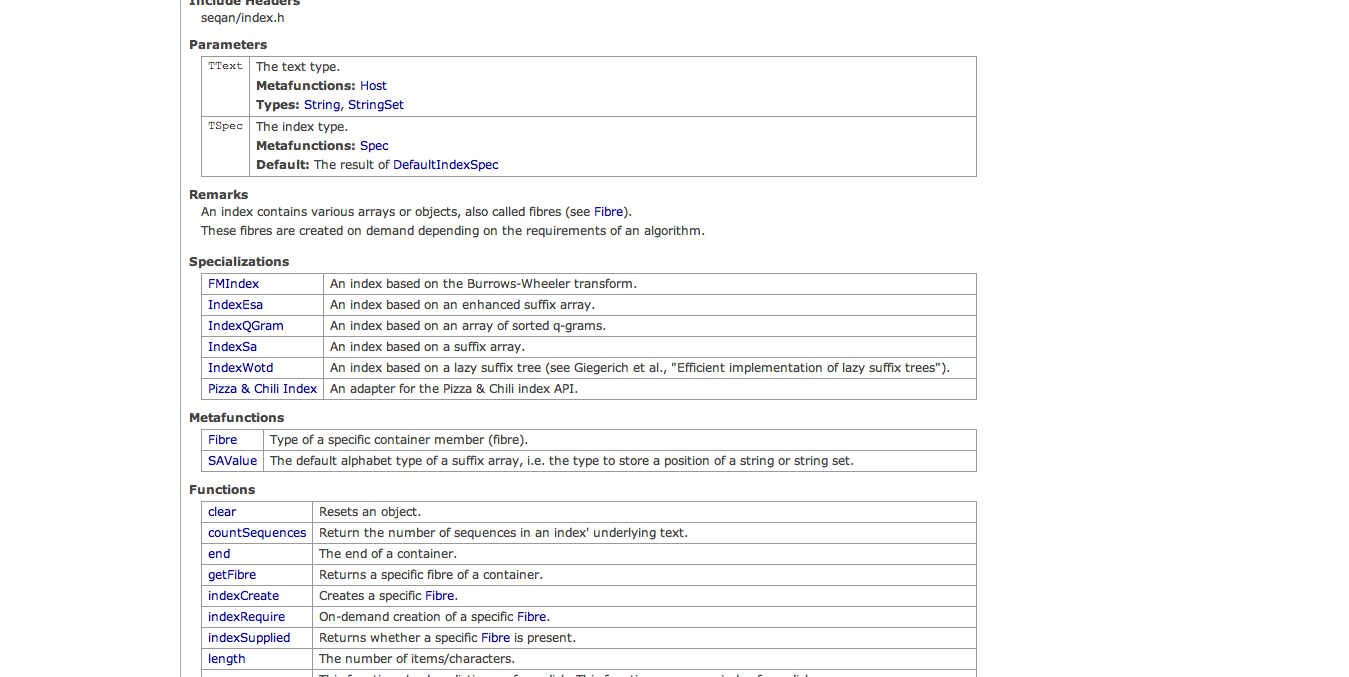 Include Headers
seqan/index.h
Parameters
TText The text type.
Metafunctions: Host
Types: String, StringSet
TSpec The index type.
Metafunctions: Spec
Default: The result of DefaultIndexSpec
Remarks
An index contains various arrays or objects, also called fibres (see Fibre).
These fibres are created on demand depending on the requirements of an algorithm.
Specializations
FMIndex An index based on the Burrows-Wheeler transform.
IndexEsa An index based on an enhanced suffix array.
IndexQGram An index based on an array of sorted q-grams.
IndexSa An index based on a suffix array.
IndexWotd An index based on a lazy suffix tree (see Giegerich et al., "Efficient implementation of lazy suffix trees").
Pizza & Chili Index An adapter for the Pizza & Chili index API.
Metafunctions
Fibre Type of a specific container member (fibre).
SAValue The default alphabet type of a suffix array, i.e. the type to store a position of a string or string set.
Functions
clear Resets an object.
countSequences Return the number of sequences in an index' underlying text.
end The end of a container.
getFibre Returns a specific fibre of a container.
indexCreate Creates a specific Fibre.
indexRequire On-demand creation of a specific Fibre.
indexSupplied Returns whether a specific Fibre is present.
length The number of items/characters.